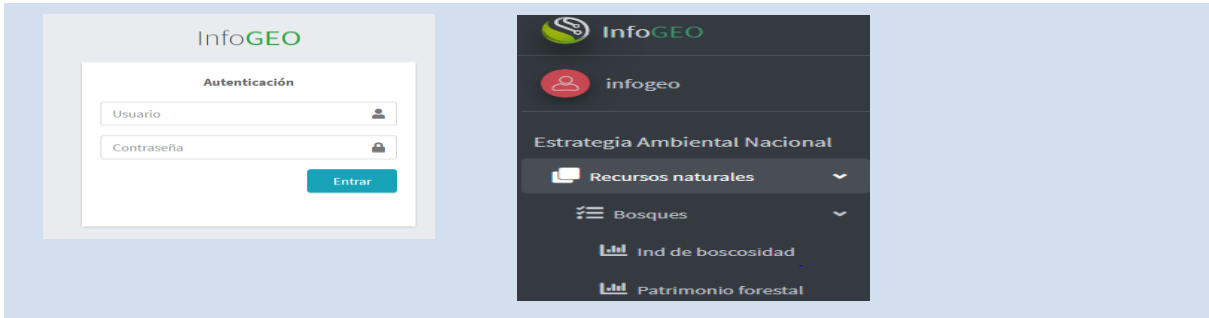 InfoGEO
Autenticación
Usuario
Contraseña
Entrar
InfoGEO
infogeo
Estrategia Ambiental Nacional
Recursos naturales
Bosques
Ind de boscosidad
Patrimonio forestal